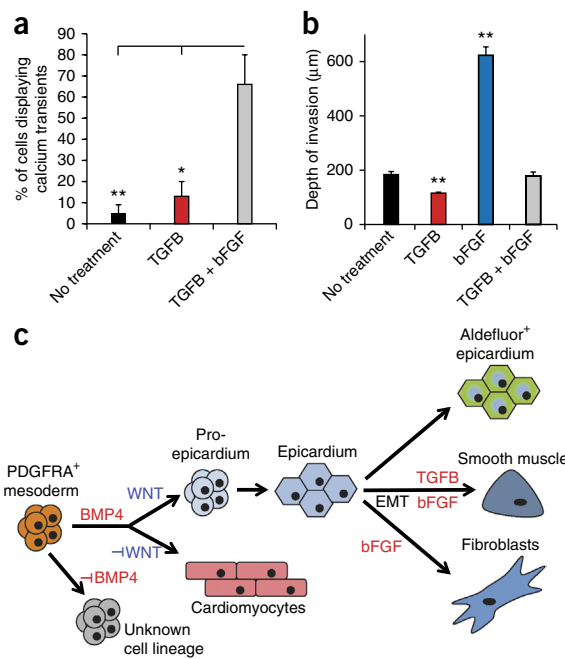 a
% of cells displaying
calcium transients
90
80
70
60
50
40
30
20
10
0
**
*
No treatment
TGFB
TGFB + bFGF
b
Depth of invasion (μm)
600
400
200
0
**
**
No treatment
TGFB
bFGF
TGFB + bFGF
c
Aldefluor+
epicardium
Pro-
epicardium
Epicardium
Smooth muscle
PDGFRA+
mesoderm
BMP4
WNT
TGFB
EMT
bFGF
⊣WNT
bFGF
Fibroblasts
⊣BMP4
Cardiomyocytes
Unknown
cell lineage